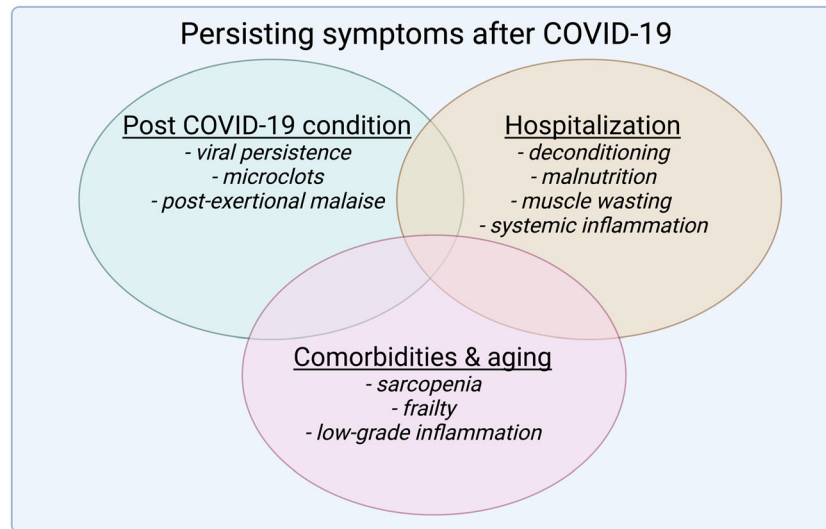 Persisting symptoms after COVID-19
Post COVID-19 condition
- viral persistence
- microclots
- post-exertional malaise
Hospitalization
- deconditioning
- malnutrition
- muscle wasting
- systemic inflammation
Comorbidities & aging
- sarcopenia
- frailty
- low-grade inflammation